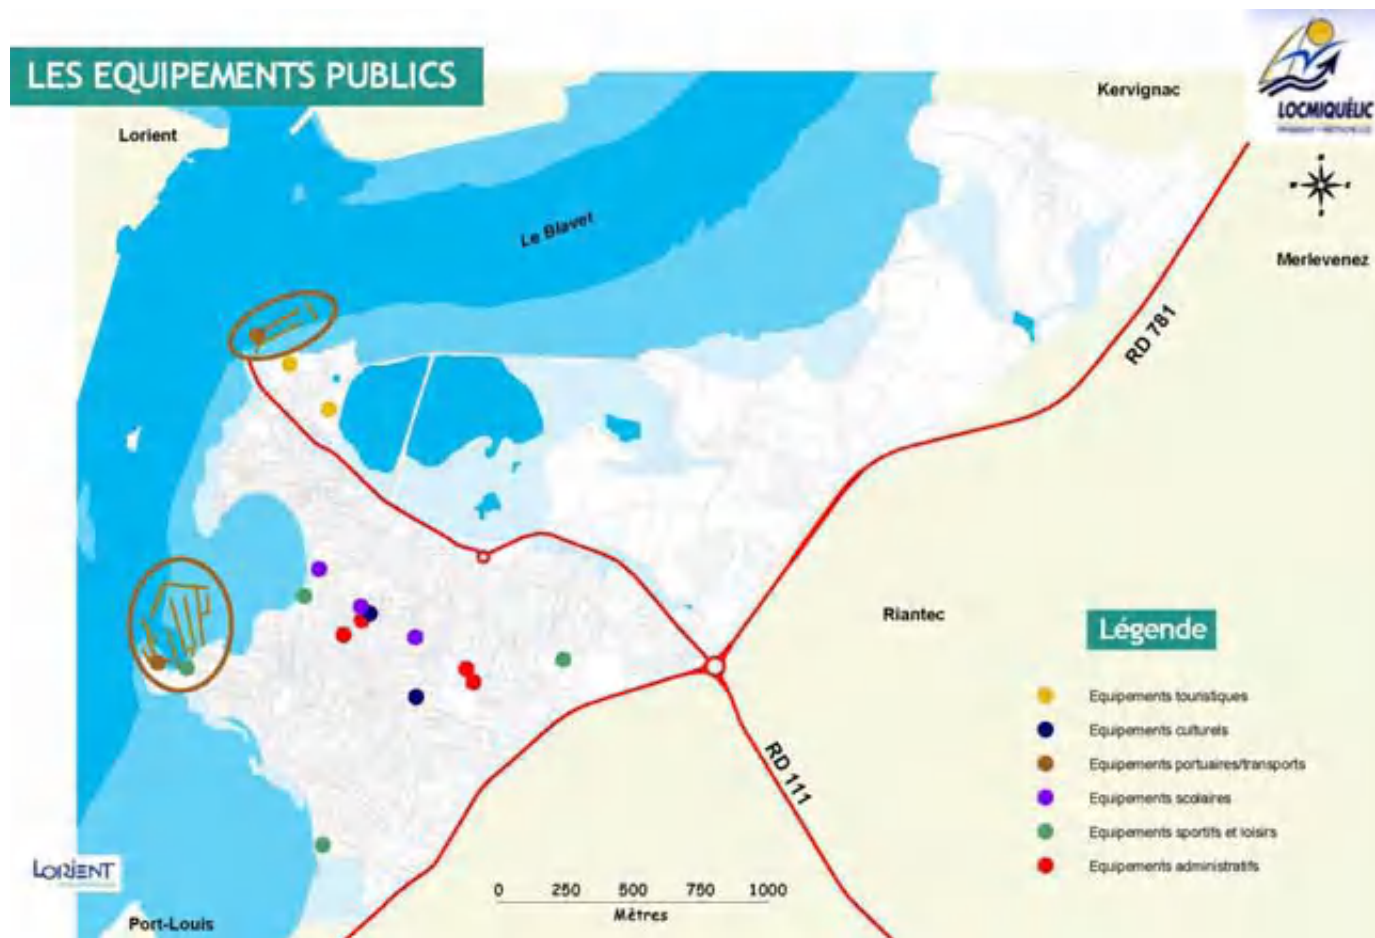 LES EQUIPEMENTS PUBLICS
Lorient
Kervignac
LOCMIQUÉLIC
Le Blavet
Merlevenez
RD 781
Riantec
Légende
Equipements touristiques
Equipements culturels
Equipements portuaires/transports
Equipements scolaires
Equipements sportifs et loisirs
Equipements administratifs
RD 111
LORIENT
0 250 500 750 1000
Mètres
Port-Louis